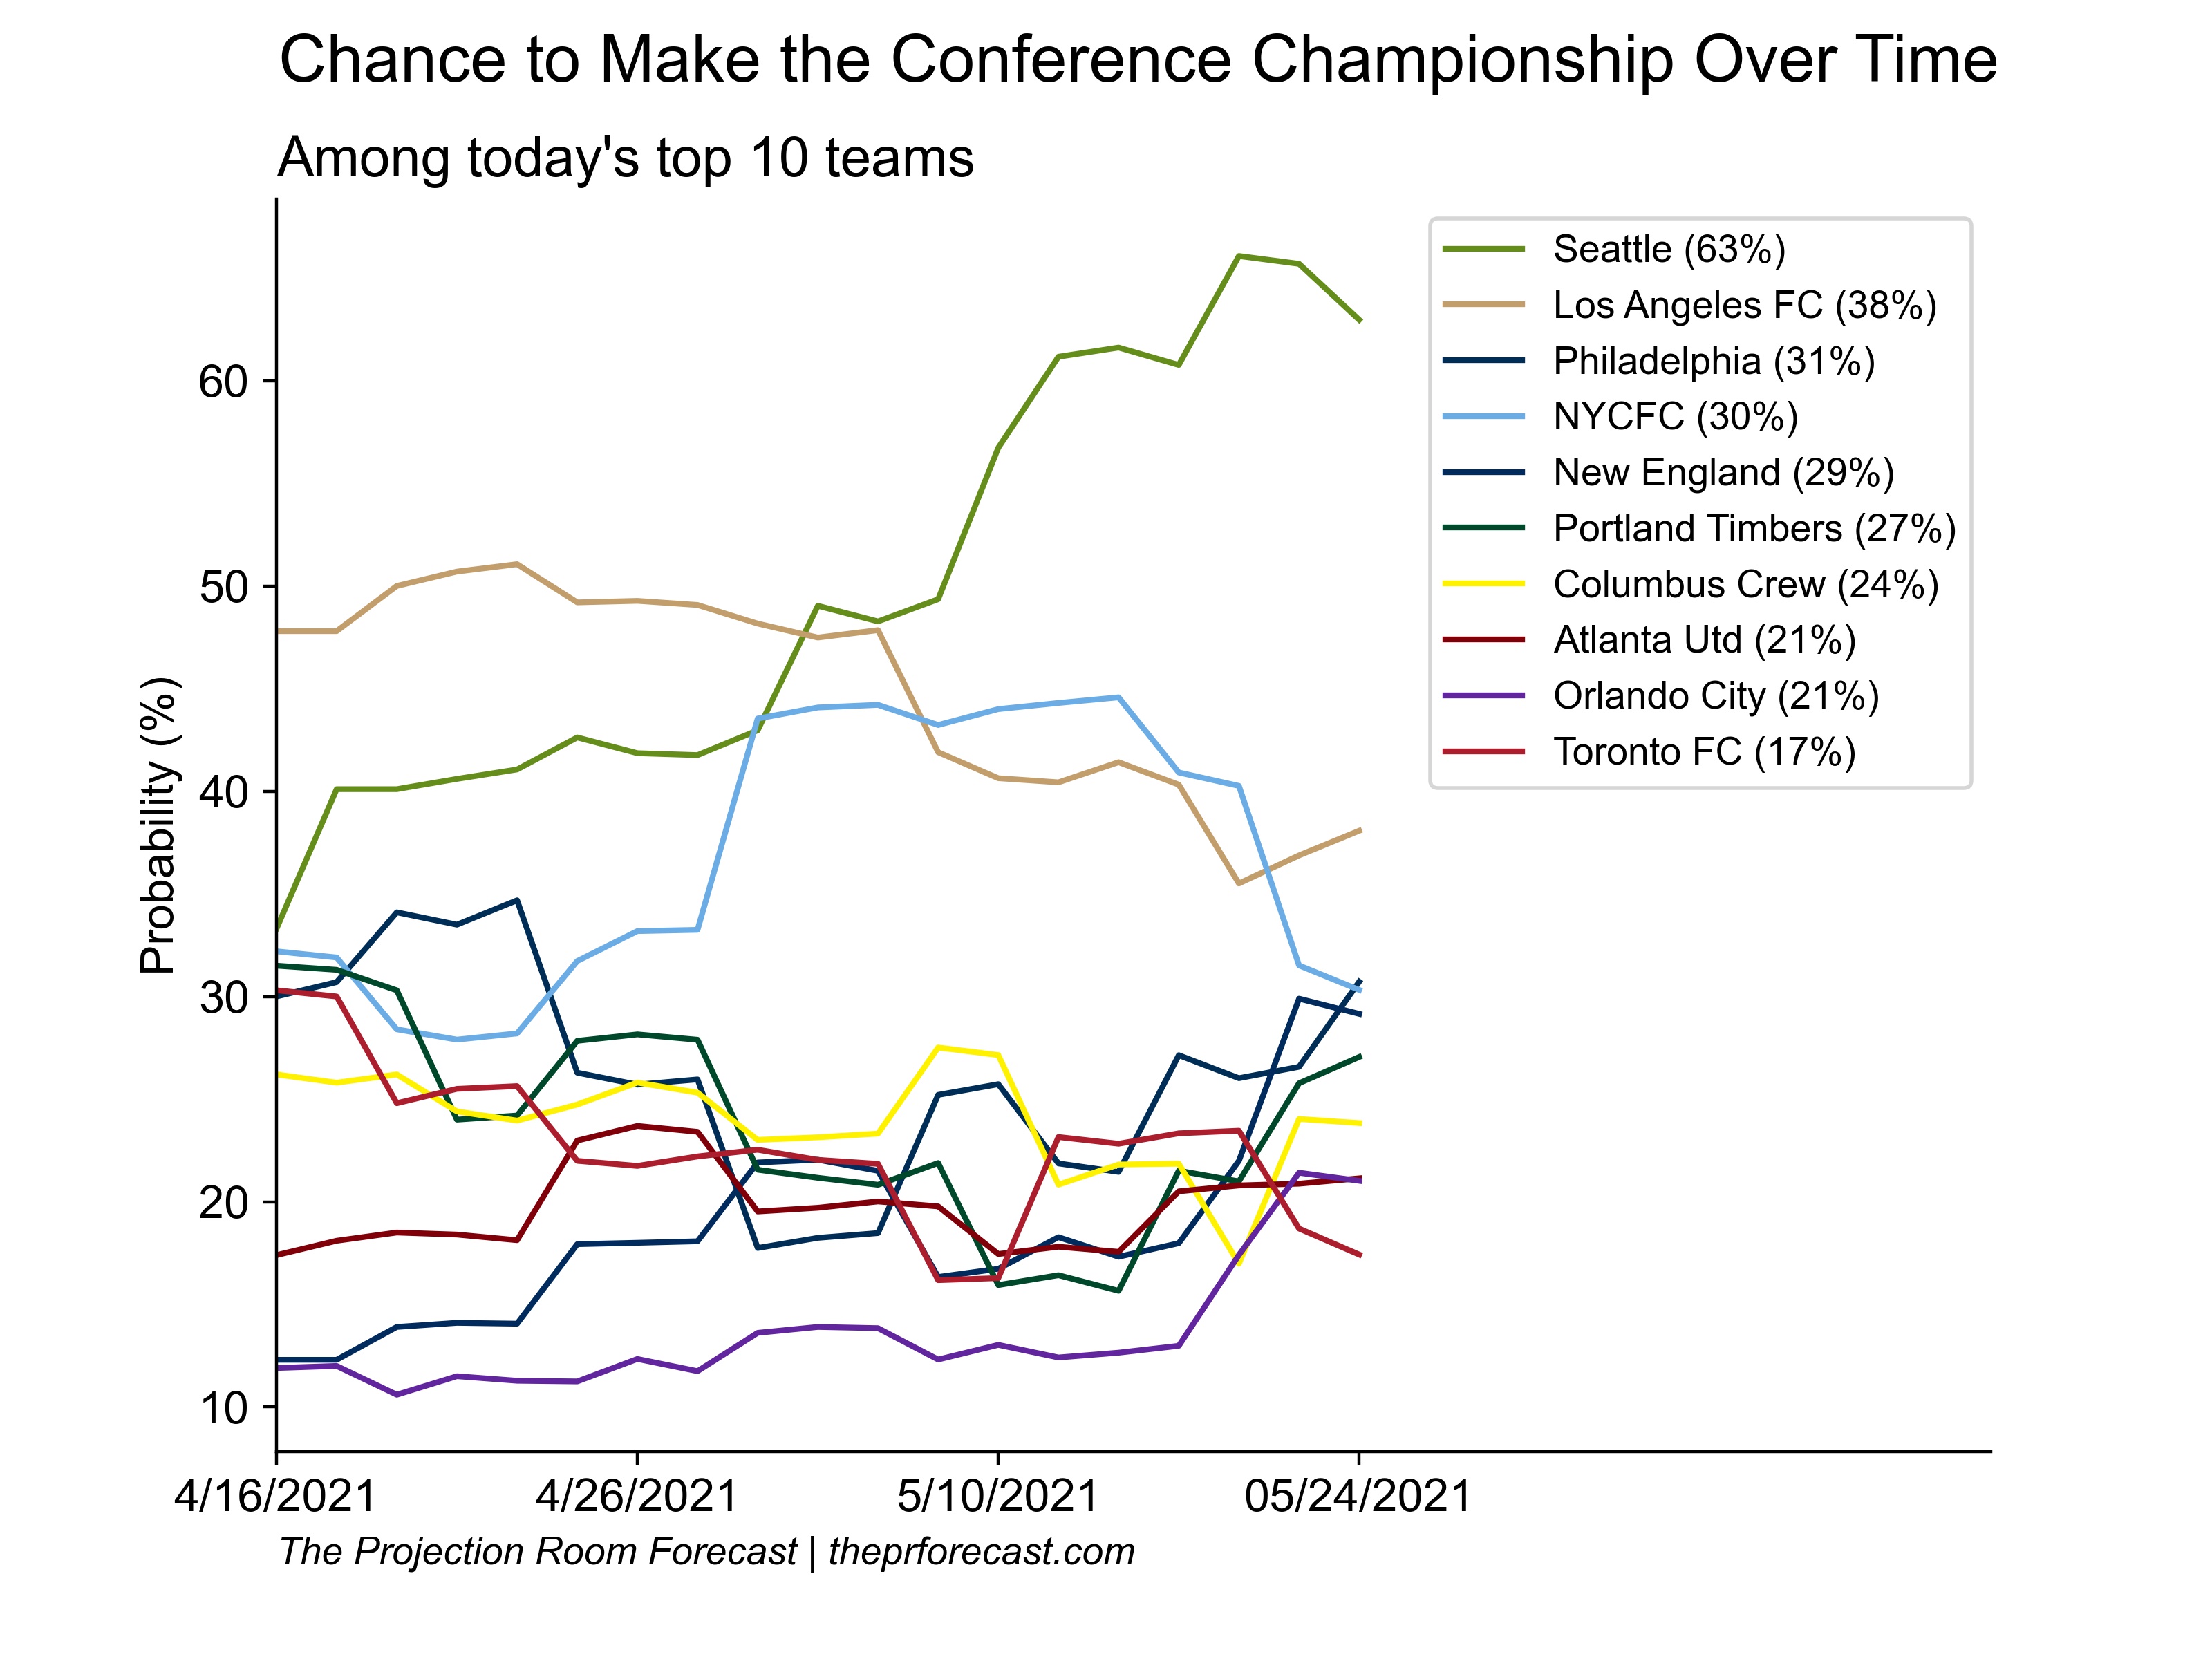 Chance to Make the Conference Championship Over Time
Among today's top 10 teams
Seattle (63%)
Los Angeles FC (38%)
Philadelphia (31%)
NYCFC (30%)
New England (29%)
Portland Timbers (27%)
Columbus Crew (24%)
Atlanta Utd (21%)
Orlando City (21%)
Toronto FC (17%)
Probability (%)
60
50
40
30
20
10
4/16/2021 4/26/2021 5/10/2021 05/24/2021
The Projection Room Forecast | theprforecast.com